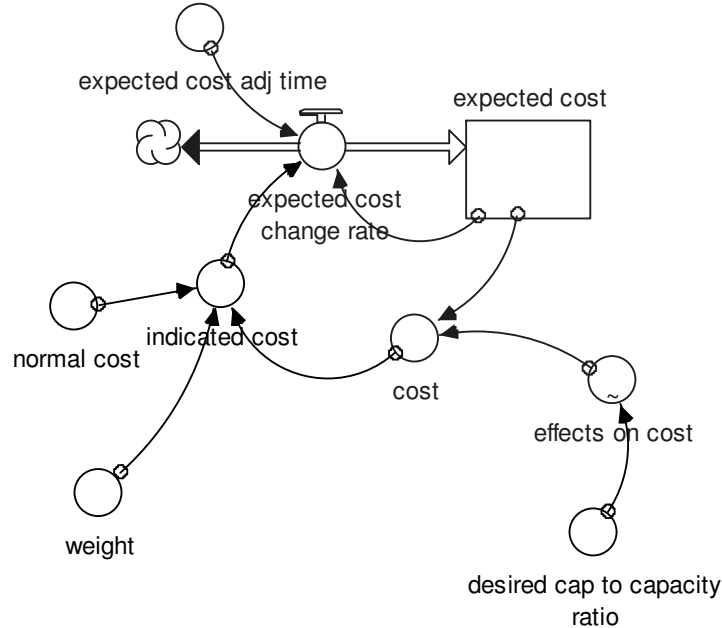 expected cost adj time
expected cost
expected cost
change rate
indicated cost
normal cost
cost
~
effects on cost
weight
desired cap to capacity
ratio